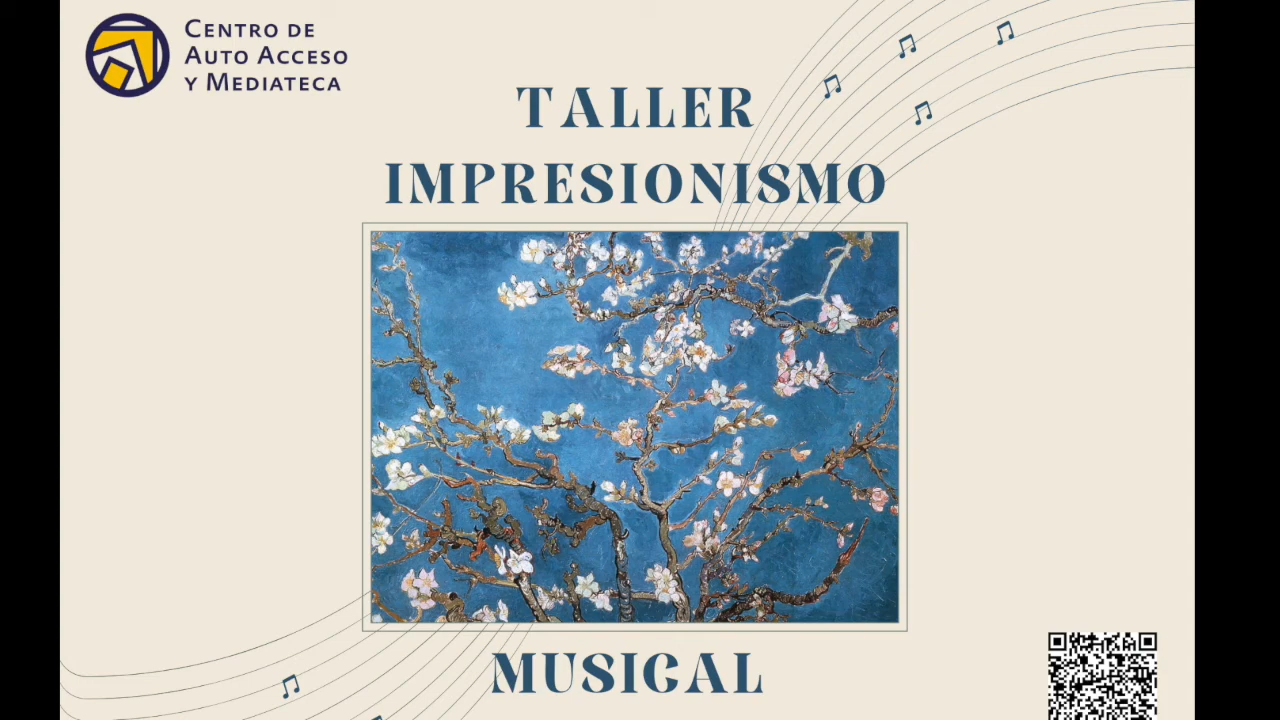 CENTRO DE
AUTO ACCESO
Y MEDIATECA
TALLER
IMPRESIONISMO
MUSICAL